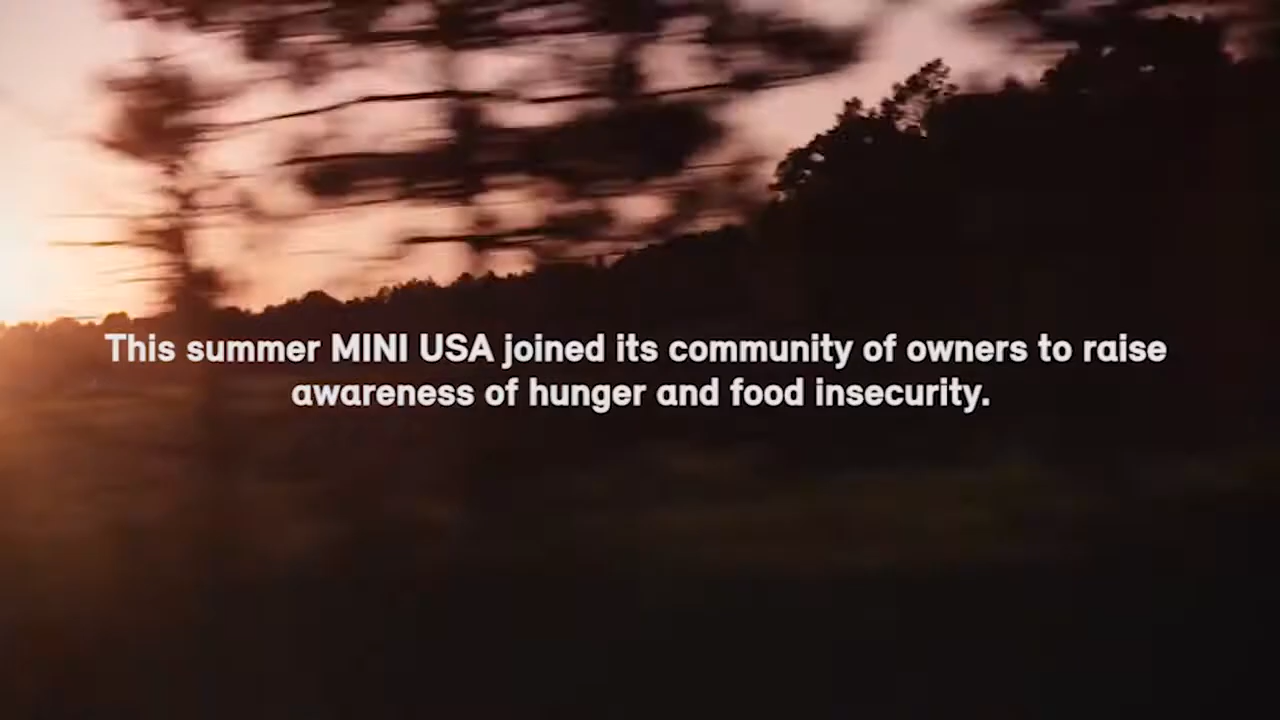 This summer MINI USA joined its community of owners to raise
awareness of hunger and food insecurity.